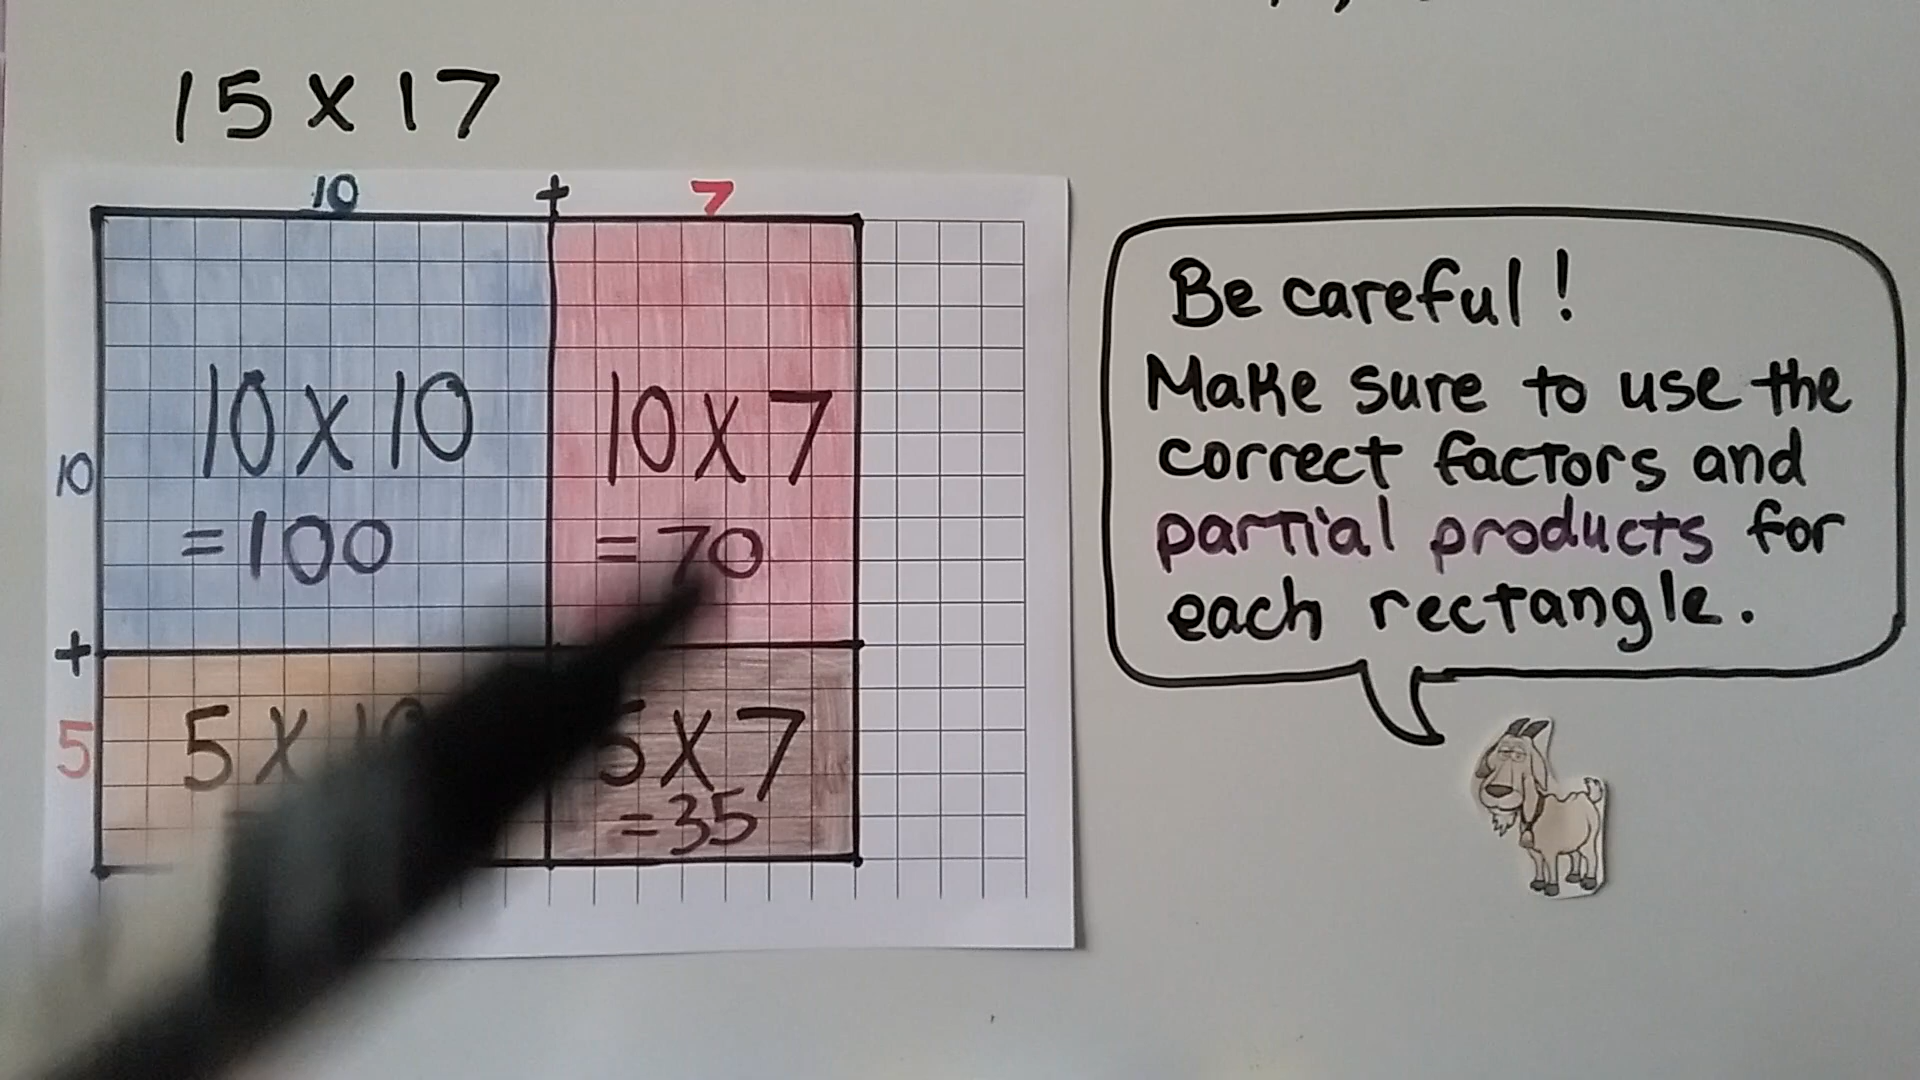 15 x 17
10 + 7
10 x 10
= 100
10 x 7
= 70
10
+
5
5 x 10
5 x 7
= 35
Be careful!
Make sure to use the
correct factors and
partial products for
each rectangle.